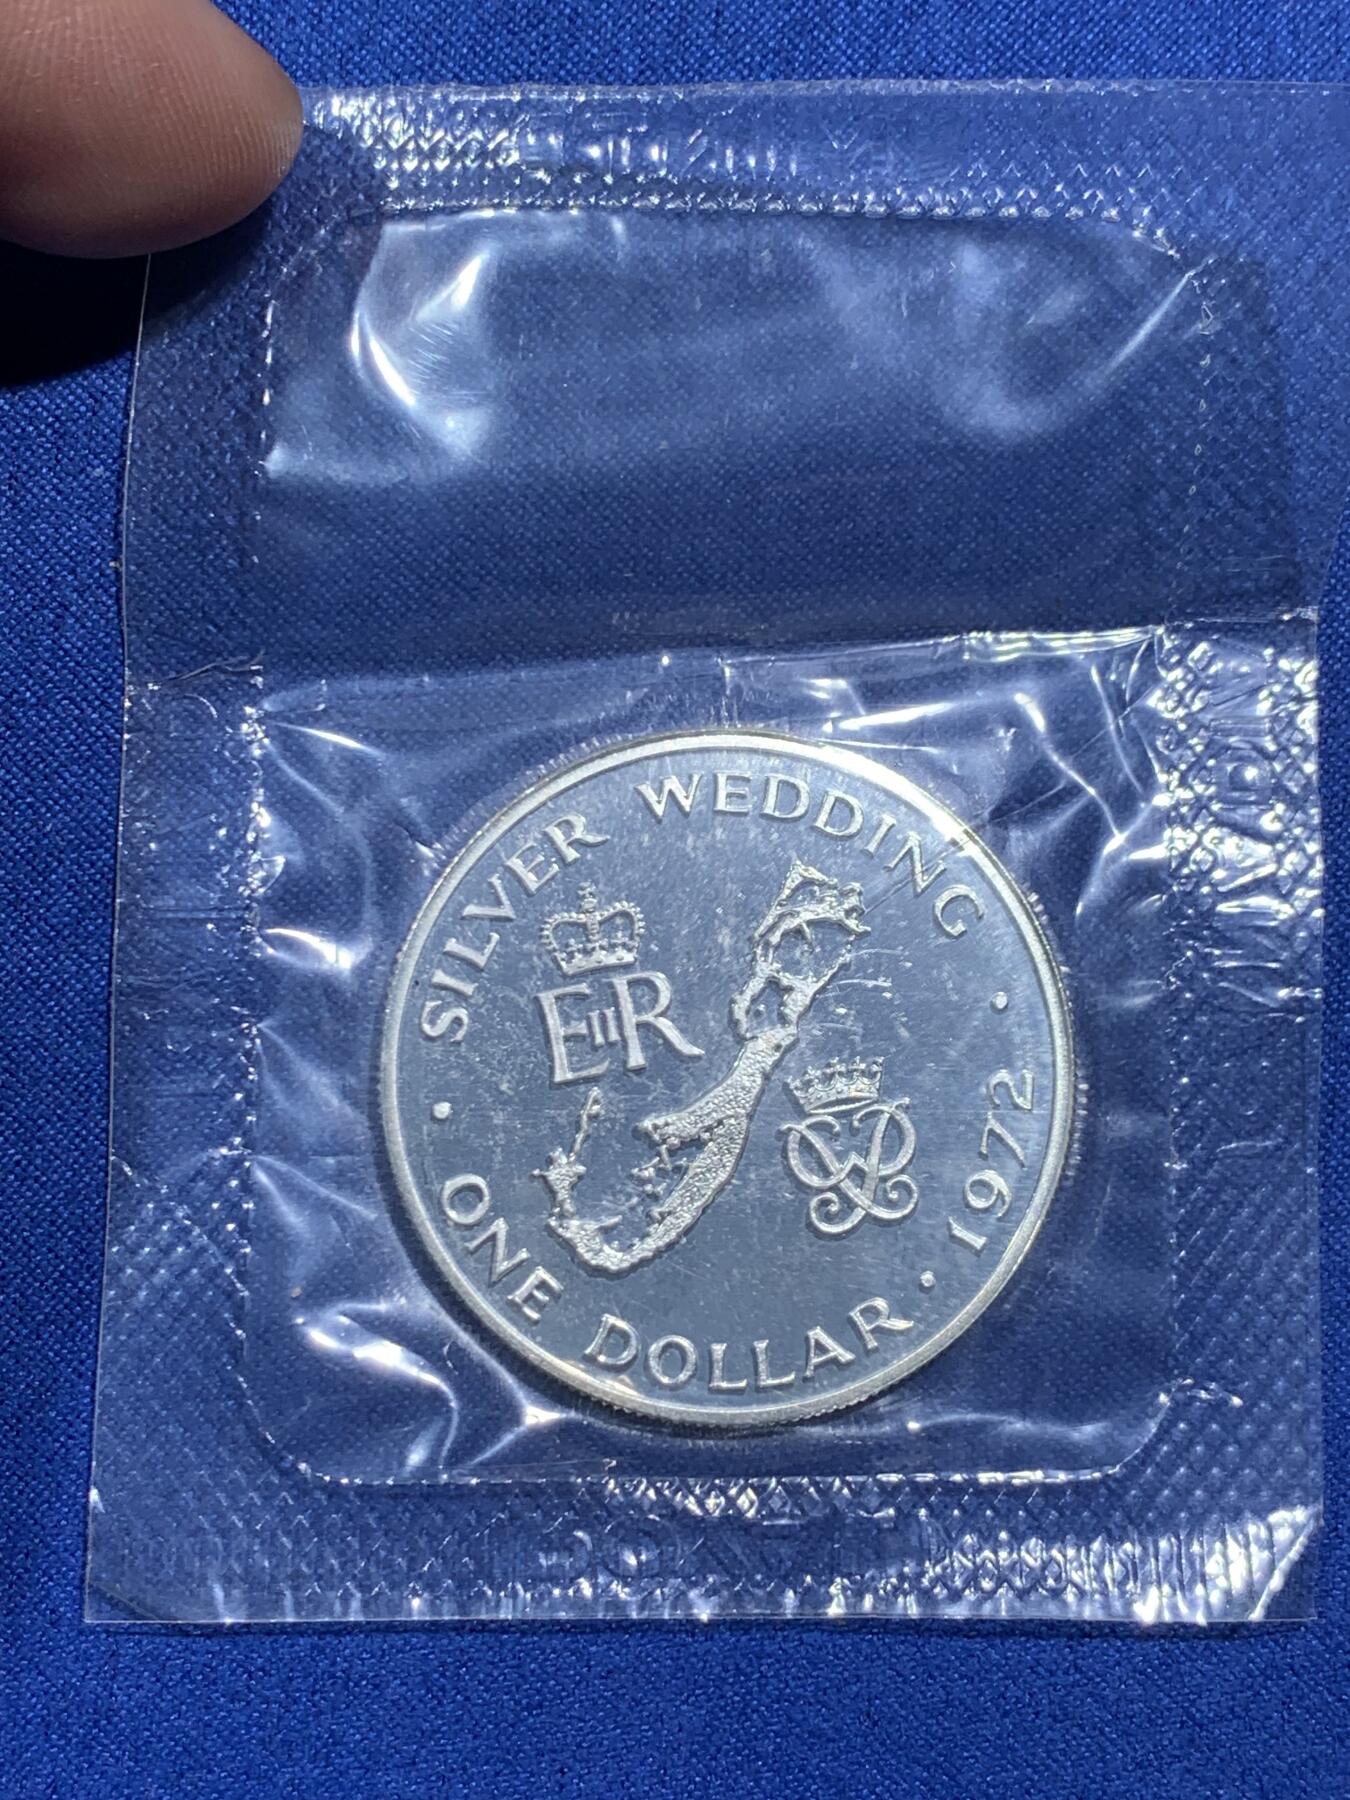 SILVER WEDDING · 1972 ·
ONE DOLLAR ·
EIIR